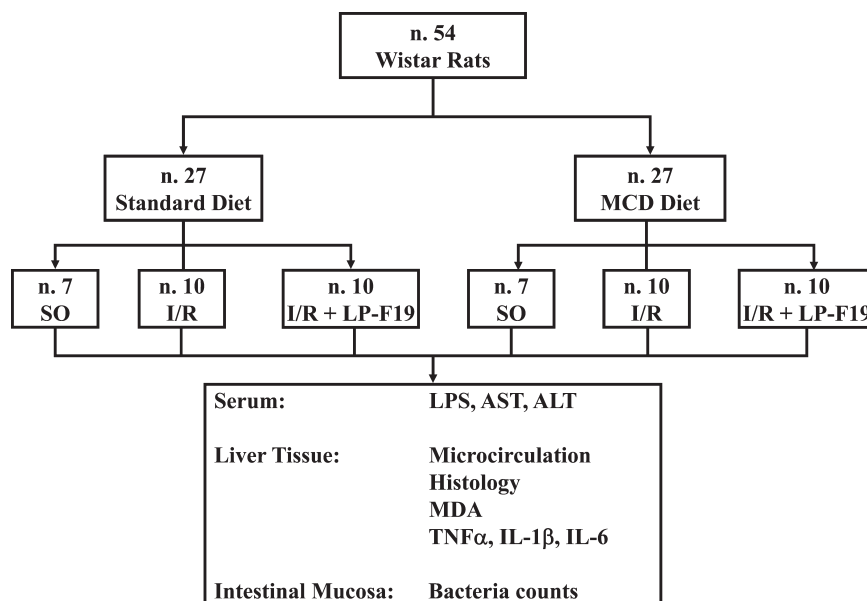 n. 54
Wistar Rats
n. 27
Standard Diet
n. 27
MCD Diet
n. 7
SO
n. 10
I/R
n. 10
I/R + LP-F19
n. 7
SO
n. 10
I/R
n. 10
I/R + LP-F19
Serum: LPS, AST, ALT
Liver Tissue: Microcirculation
Histology
MDA
TNFα, IL-1β, IL-6
Intestinal Mucosa: Bacteria counts